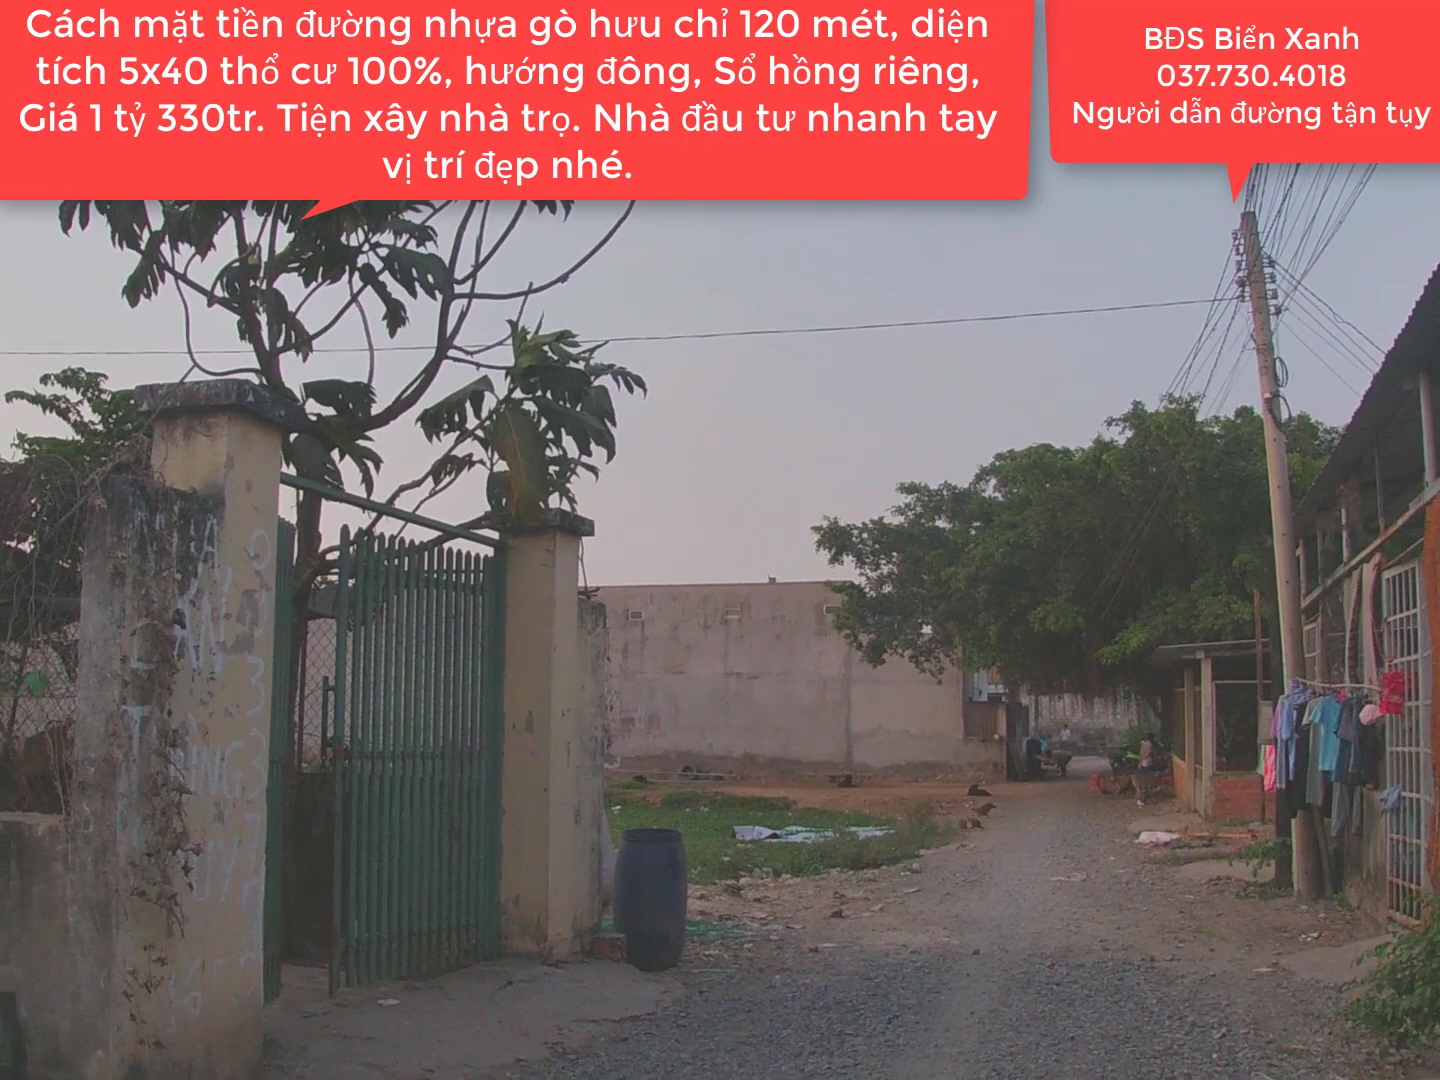 Cách mặt tiền đường nhựa gò hưu chỉ 120 mét, diện
tích 5x40 thổ cư 100%, hướng đông, Sổ hồng riêng,
Giá 1 tỷ 330tr. Tiện xây nhà trọ. Nhà đầu tư nhanh tay
vị trí đẹp nhé.
BĐS Biển Xanh
037.730.4018
Người dẫn đường tận tụy